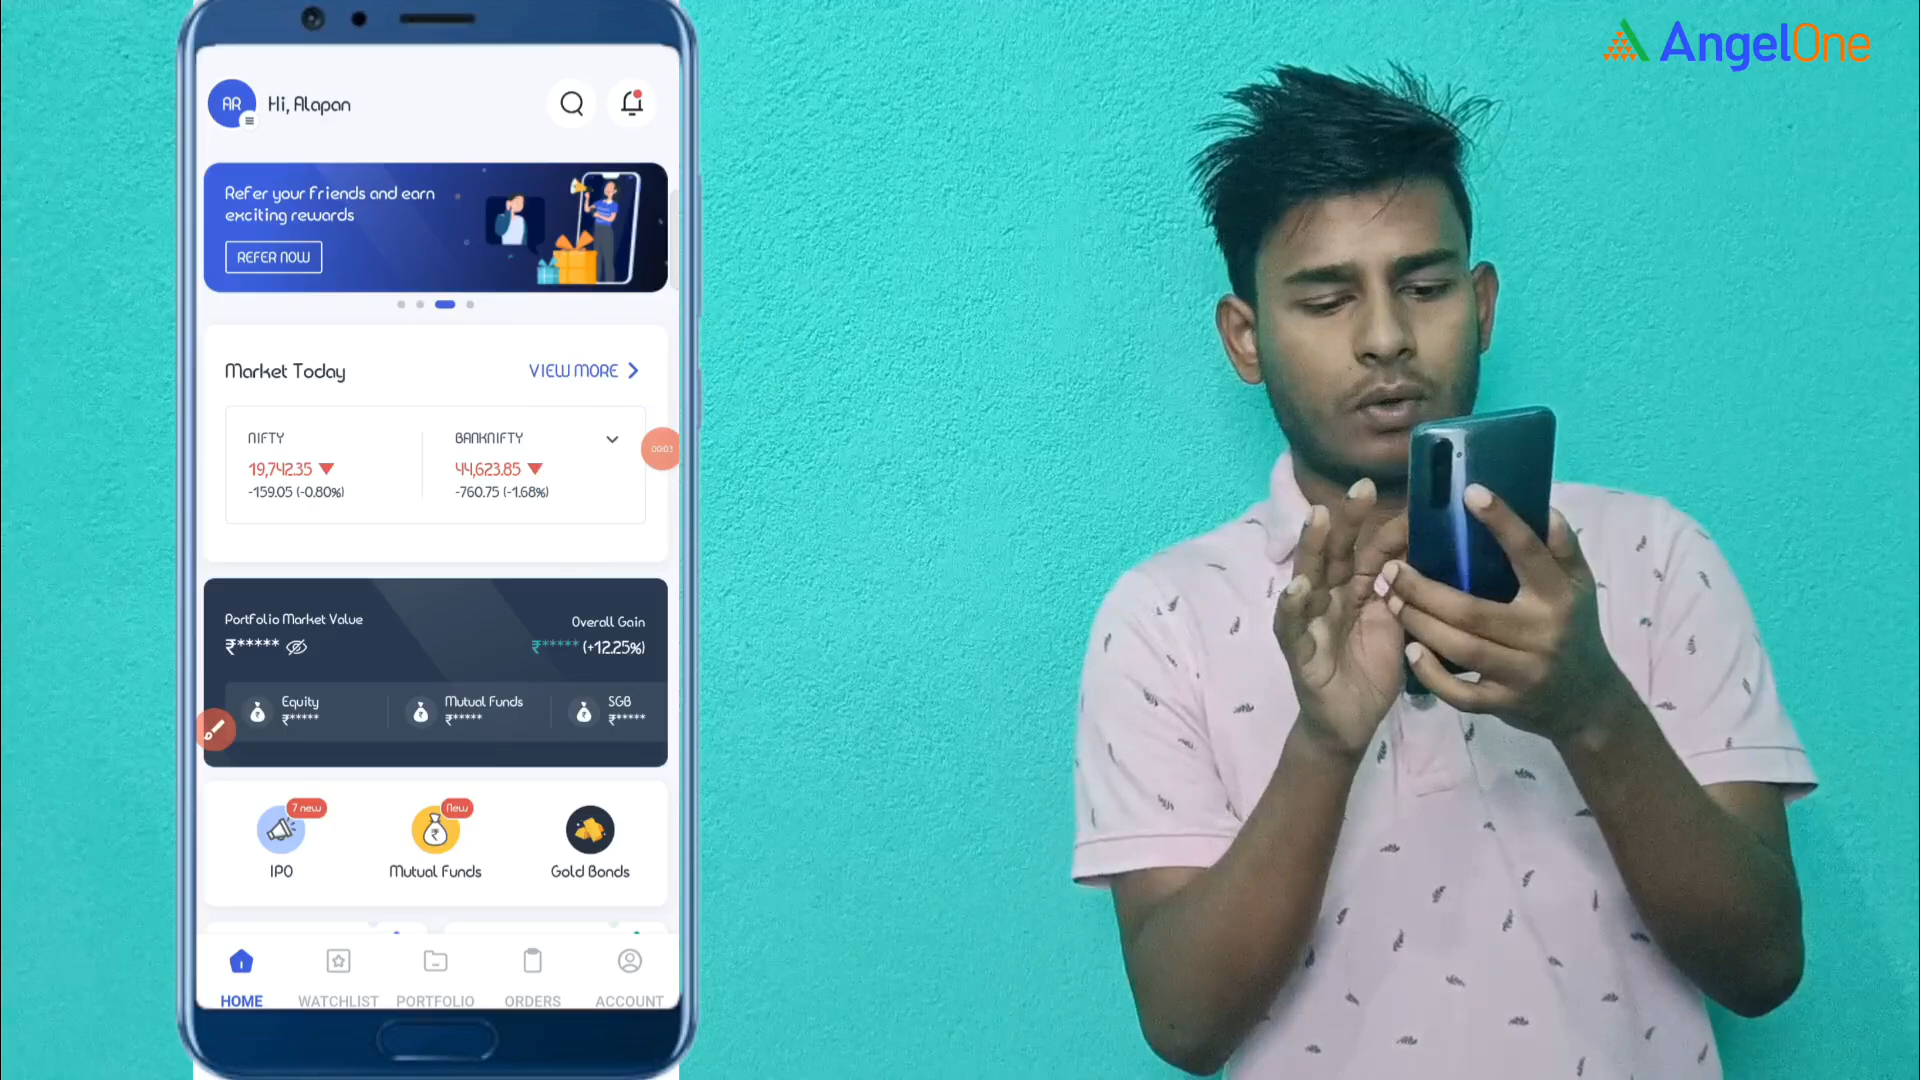 AngelOne
AR
Hi, Alapan
Refer your friends and earn
exciting rewards
REFER NOW
Market Today
VIEW MORE
NIFTY
BANKNIFTY
19,742.35
44,623.85
-159.05 (-0.80%)
-760.75 (-1.68%)
00:03
Portfolio Market Value
Overall Gain
₹*****
₹***** (+12.25%)
Equity
₹*****
Mutual Funds
₹*****
SGB
₹*****
7 new
New
IPO
Mutual Funds
Gold Bonds
HOME
WATCHLIST
PORTFOLIO
ORDERS
ACCOUNT